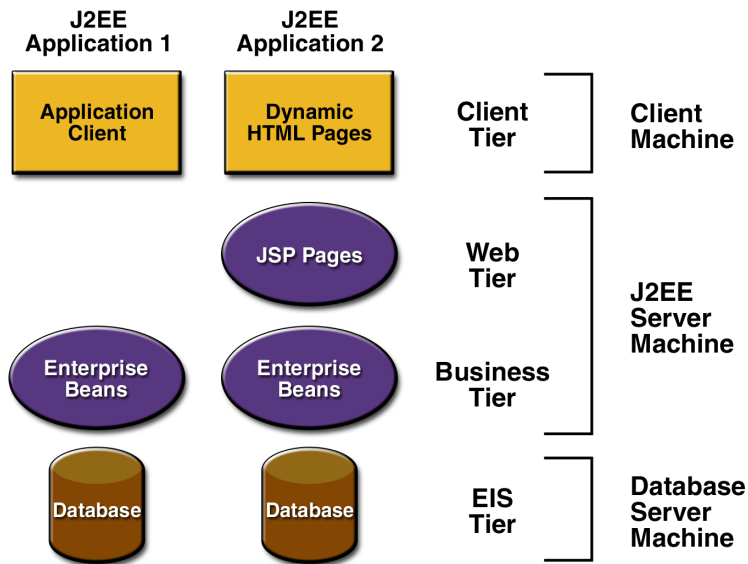 J2EE
Application 1
J2EE
Application 2
Application
Client
Dynamic
HTML Pages
Client
Tier
Client
Machine
JSP Pages
Web
Tier
J2EE
Server
Machine
Enterprise
Beans
Enterprise
Beans
Business
Tier
Database
Database
EIS
Tier
Database
Server
Machine